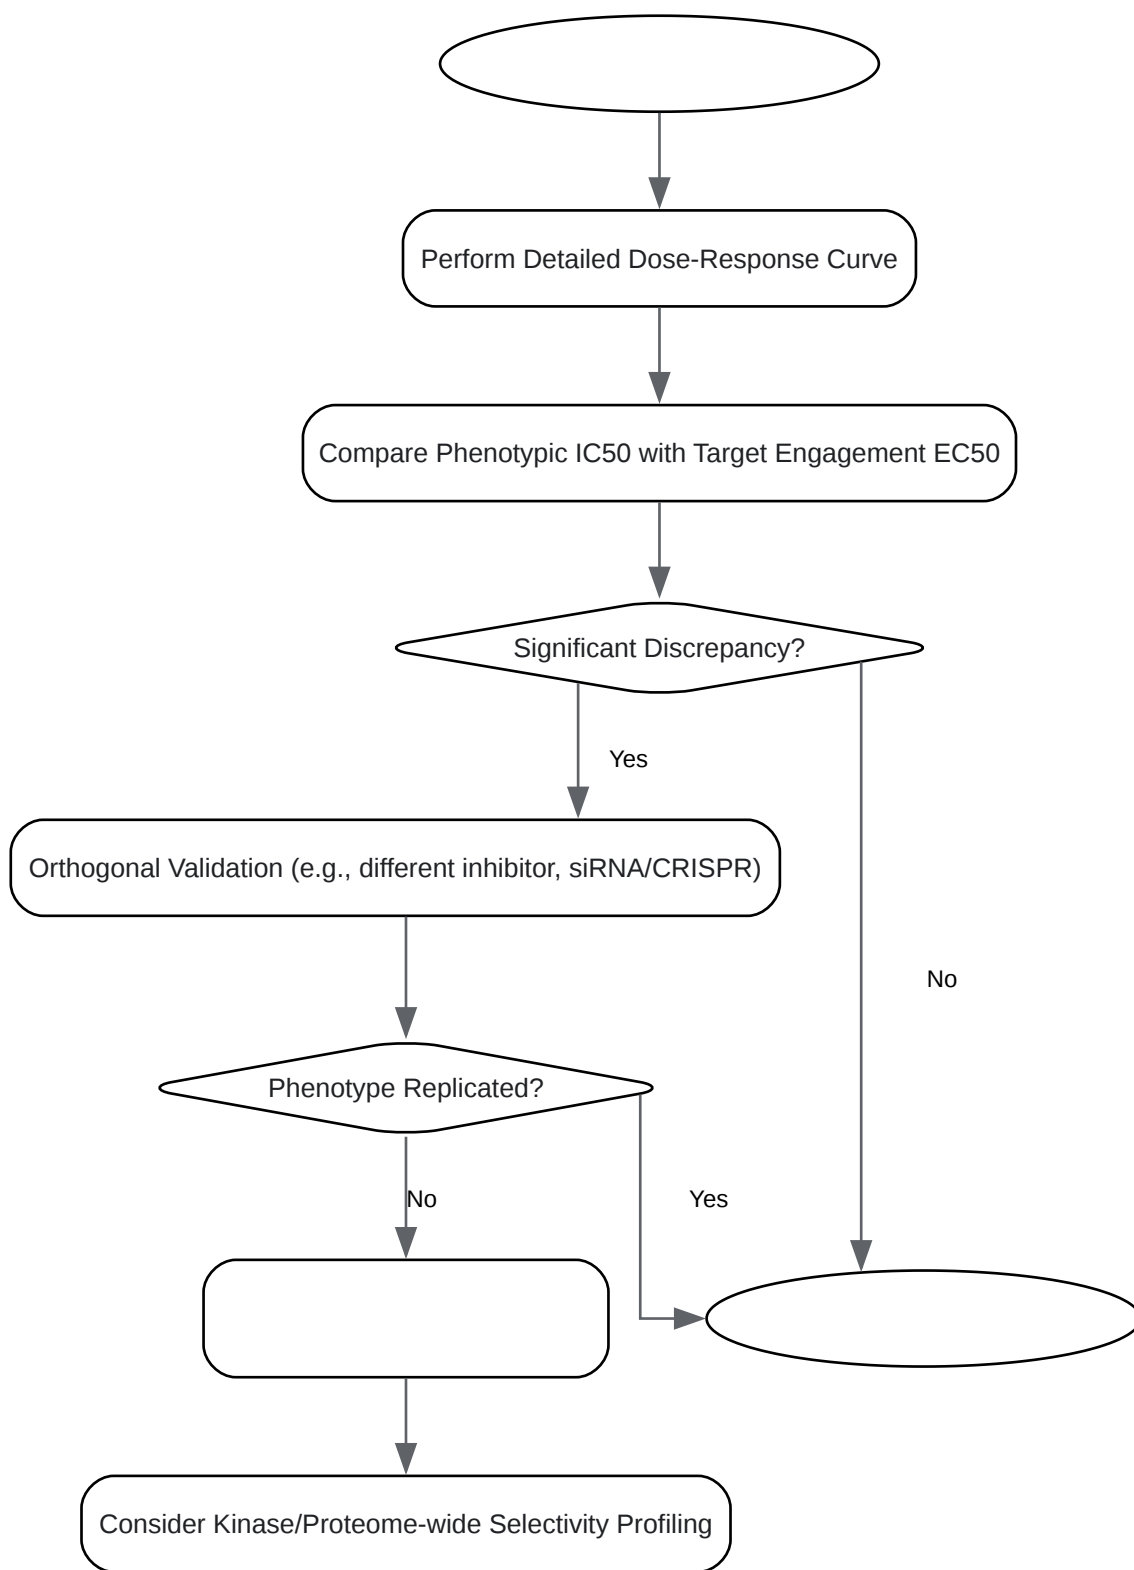 Perform Detailed Dose-Response Curve
Compare Phenotypic IC50 with Target Engagement EC50
Significant Discrepancy?
Yes
Orthogonal Validation (e.g., different inhibitor, siRNA/CRISPR)
No
Phenotype Replicated?
No
Yes
Consider Kinase/Proteome-wide Selectivity Profiling